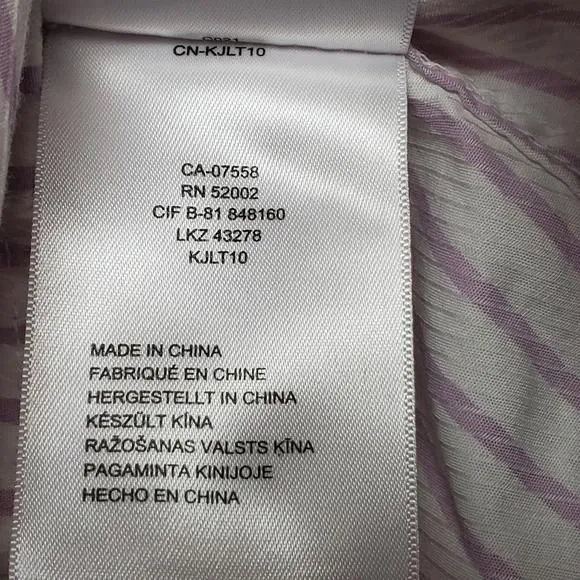 CN-KJLT10
CA-07558
RN 52002
CIF B-81 848160
LKZ 43278
KJLT10
MADE IN CHINA
FABRIQUÉ EN CHINE
HERGESTELLT IN CHINA
KÉSZÜLT KÍNA
RAŽOŠANAS VALSTS ĶĪNA
PAGAMINTA KINIJOJE
HECHO EN CHINA